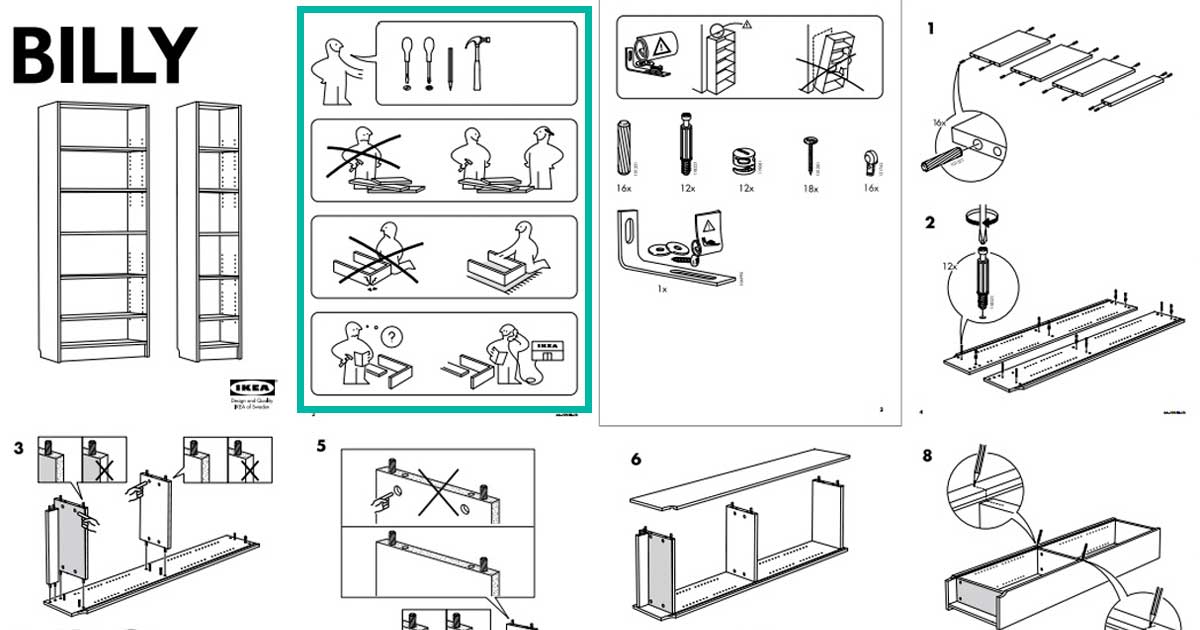 BILLY
IKEA
Design and Quality
IKEA of Sweden
?
IKEA
2
16x
12x
12x
18x
16x
1x
3
1
16x
2
12x
4
3
5
6
8